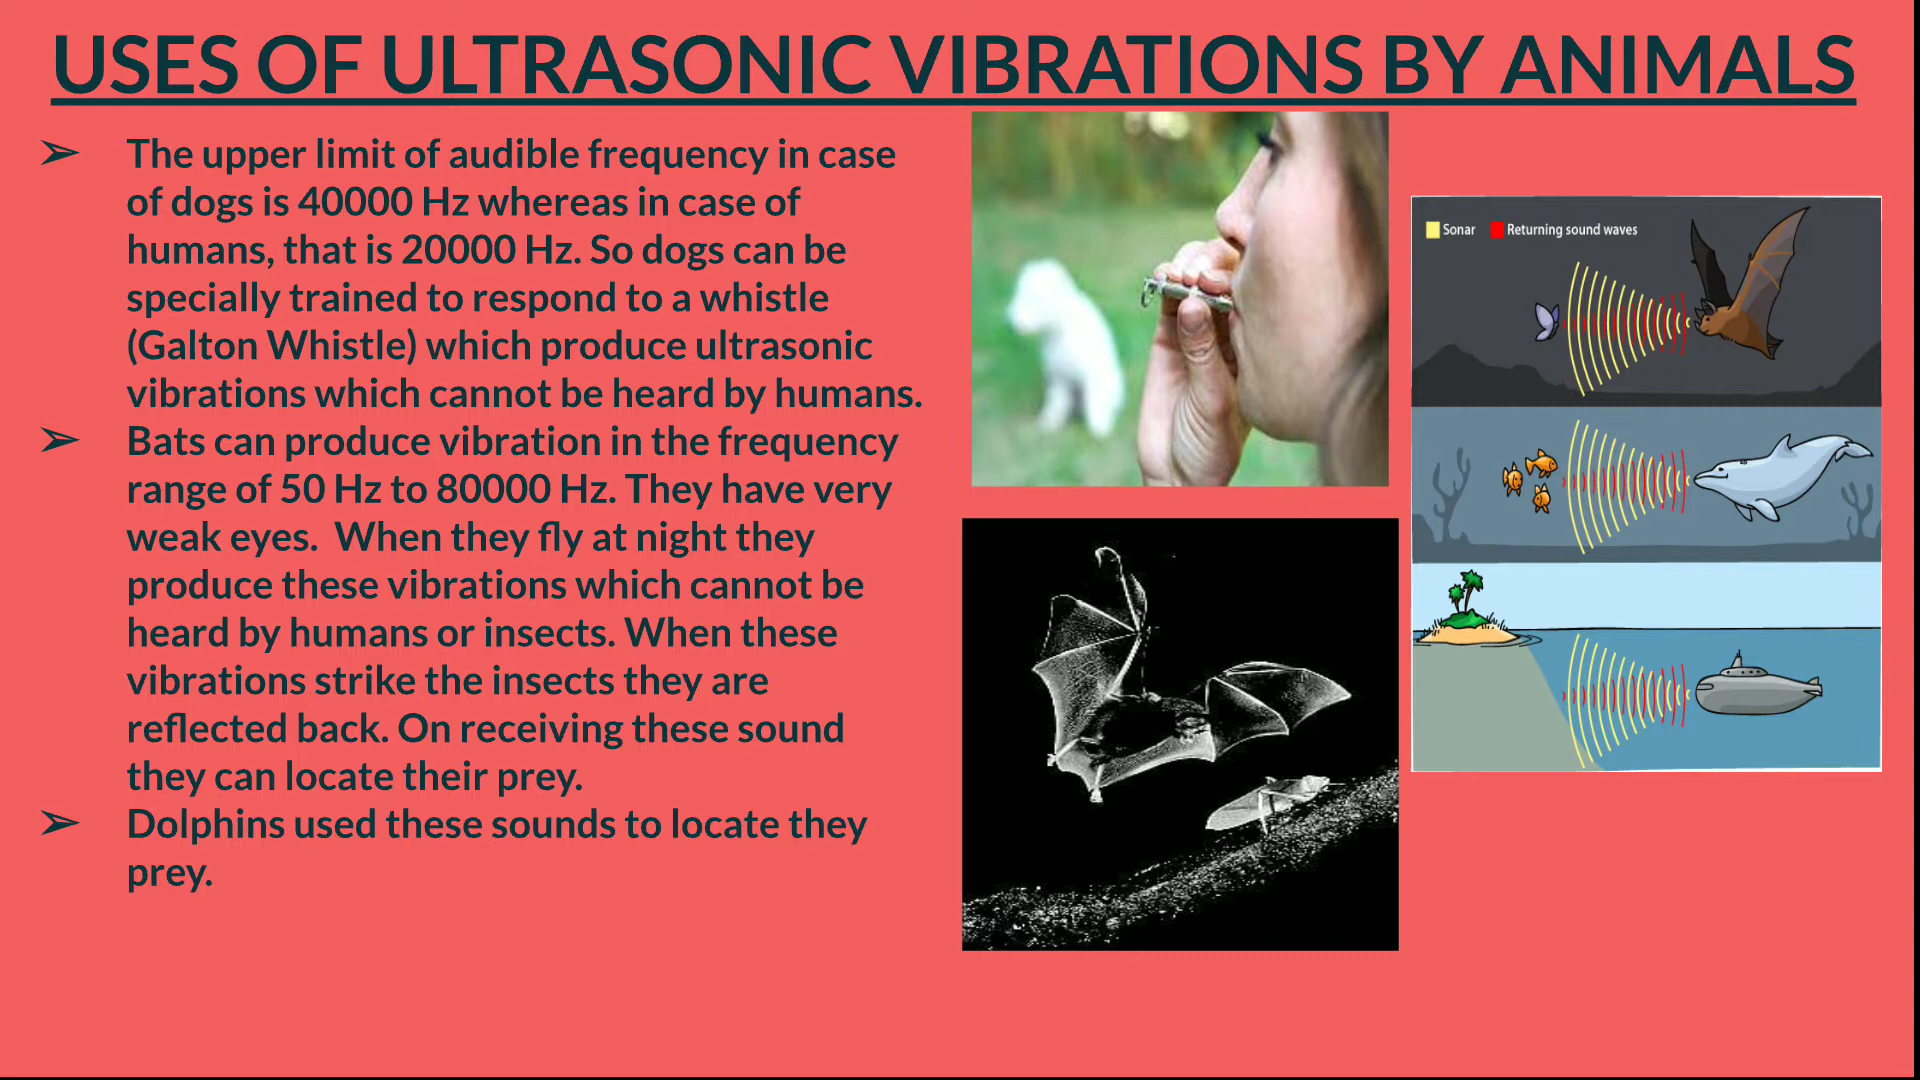 USES OF ULTRASONIC VIBRATIONS BY ANIMALS
➢ The upper limit of audible frequency in case
of dogs is 40000 Hz whereas in case of
humans, that is 20000 Hz. So dogs can be
specially trained to respond to a whistle
(Galton Whistle) which produce ultrasonic
vibrations which cannot be heard by humans.
➢ Bats can produce vibration in the frequency
range of 50 Hz to 80000 Hz. They have very
weak eyes.  When they fly at night they
produce these vibrations which cannot be
heard by humans or insects. When these
vibrations strike the insects they are
reflected back. On receiving these sound
they can locate their prey.
➢ Dolphins used these sounds to locate they
prey.
Sonar
Returning sound waves